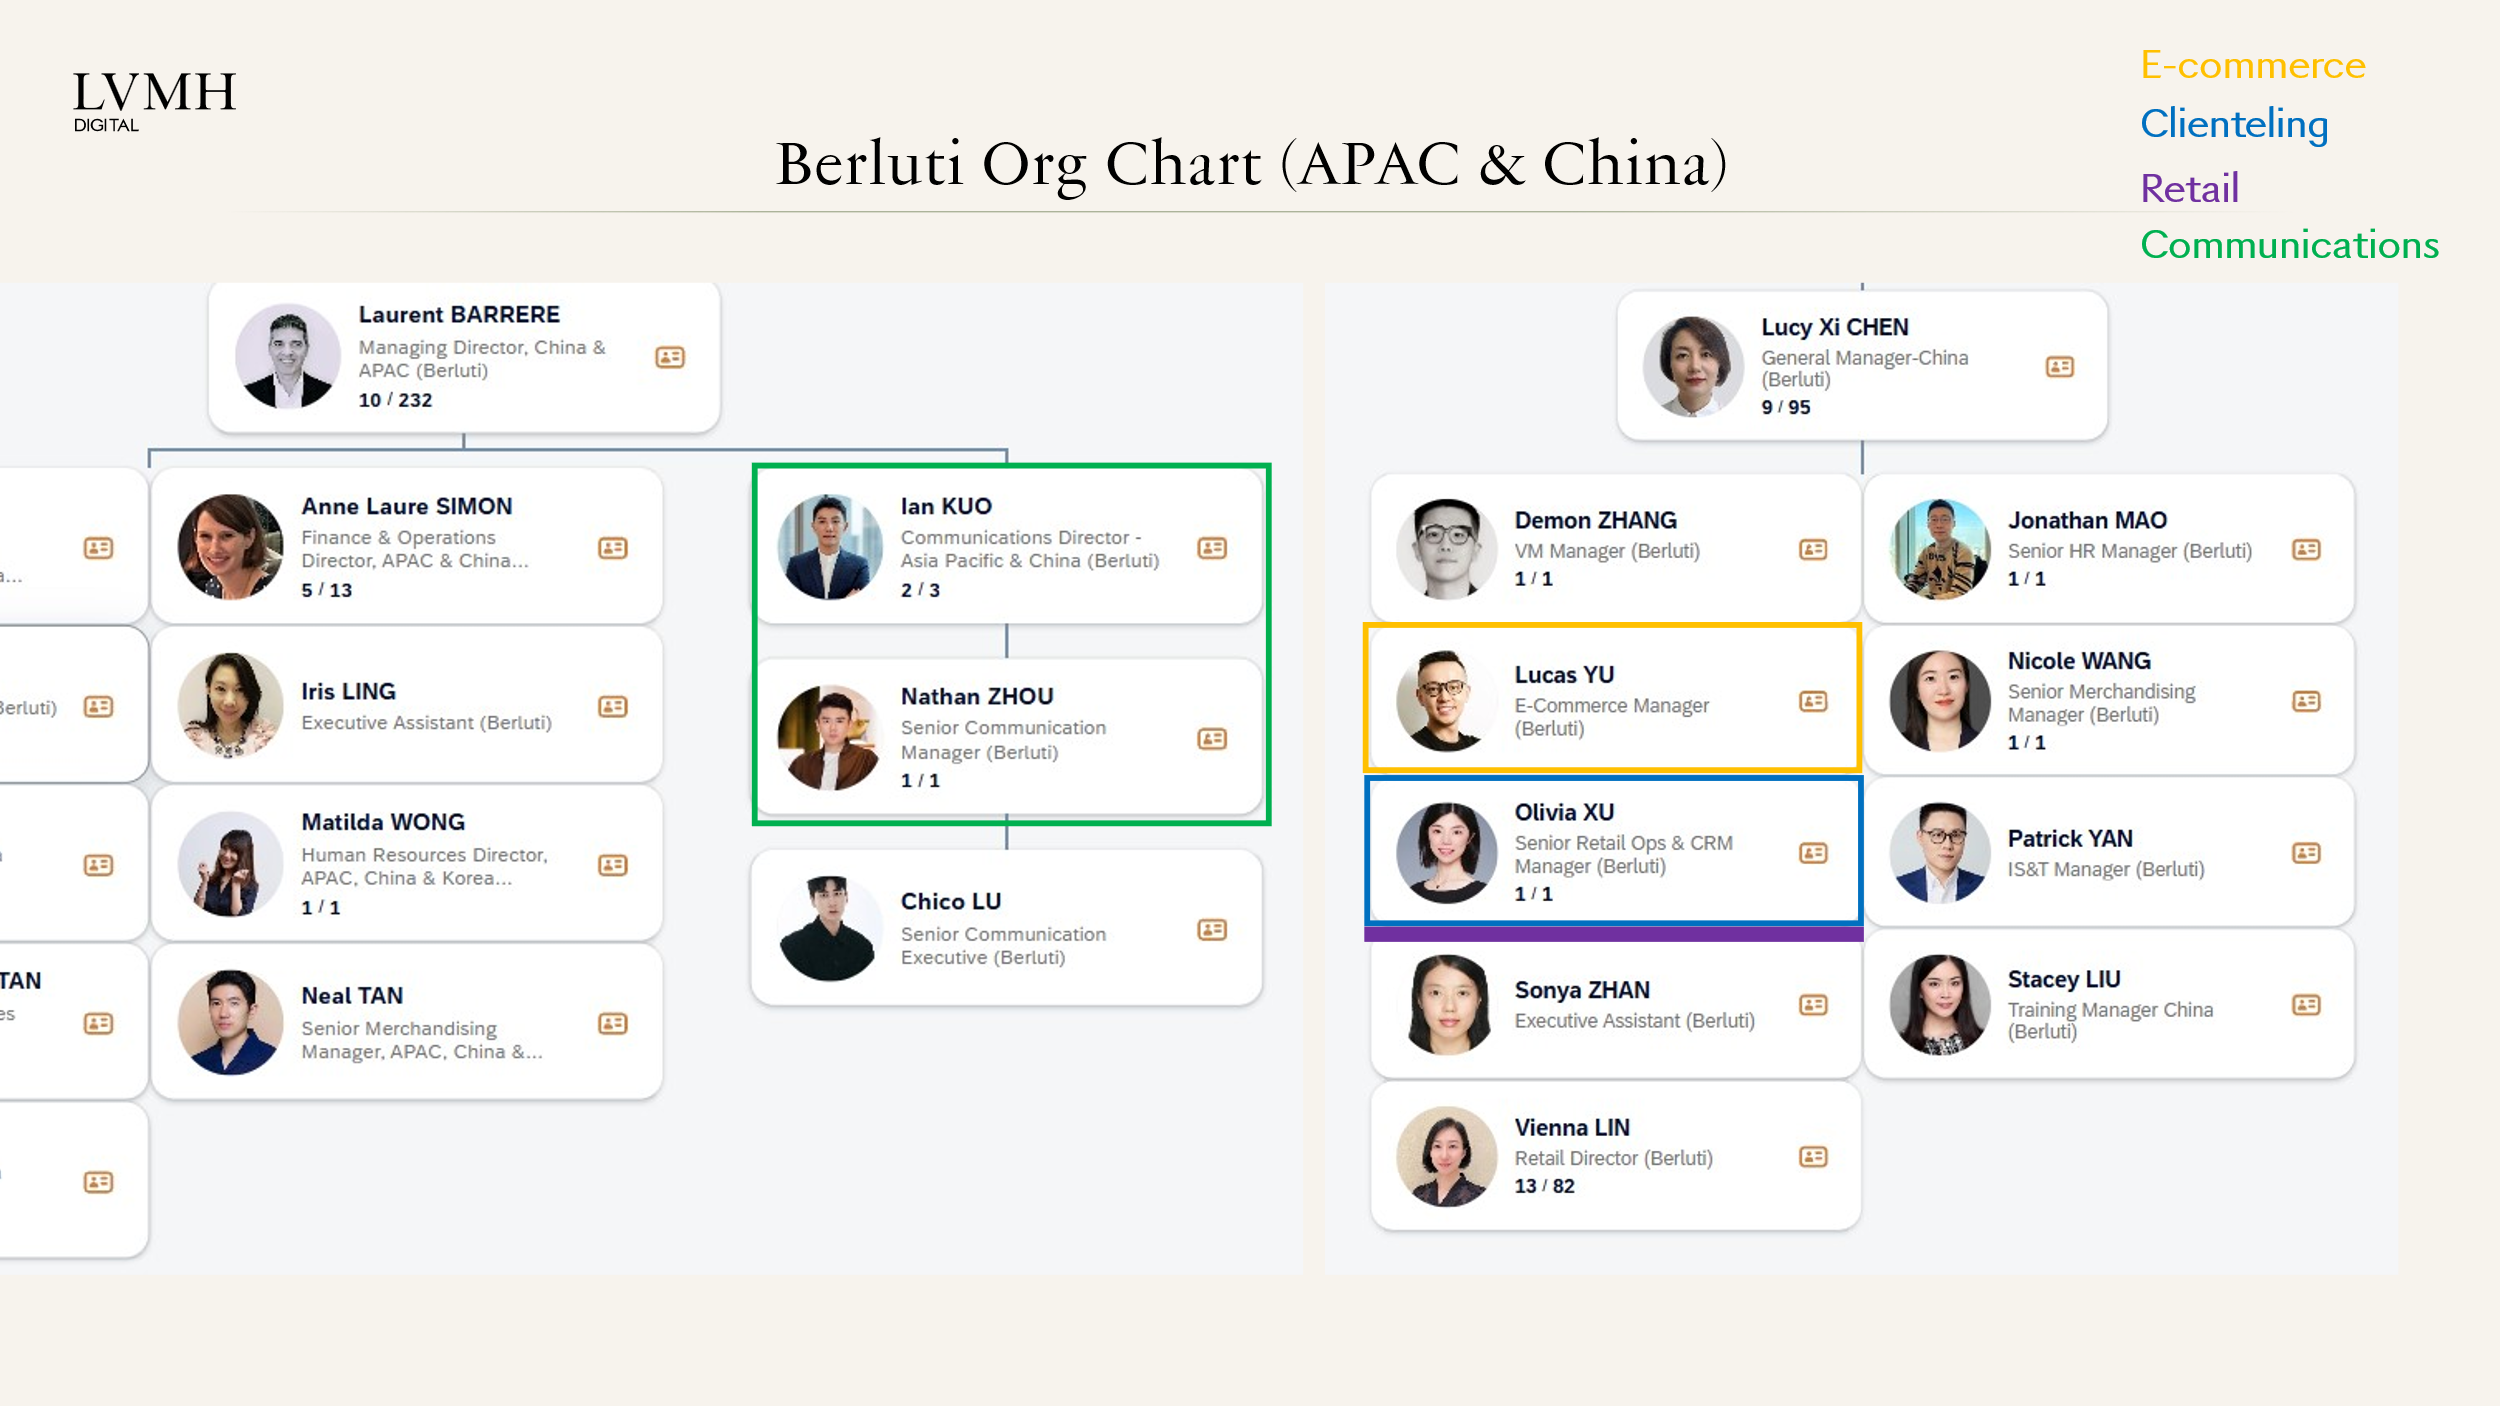 LVMH
DIGITAL
Berluti Org Chart (APAC & China)
E-commerce
Clienteling
Retail
Communications
Laurent BARRERE
Managing Director, China &
APAC (Berluti)
10 / 232
Anne Laure SIMON
Finance & Operations
Director, APAC & China...
5 / 13
Iris LING
Executive Assistant (Berluti)
Matilda WONG
Human Resources Director,
APAC, China & Korea...
1 / 1
TAN
Neal TAN
Senior Merchandising
Manager, APAC, China &...
Ian KUO
Communications Director -
Asia Pacific & China (Berluti)
2 / 3
Nathan ZHOU
Senior Communication
Manager (Berluti)
1 / 1
Chico LU
Senior Communication
Executive (Berluti)
Lucy Xi CHEN
General Manager-China
(Berluti)
9 / 95
Demon ZHANG
VM Manager (Berluti)
1 / 1
Lucas YU
E-Commerce Manager
(Berluti)
Olivia XU
Senior Retail Ops & CRM
Manager (Berluti)
1 / 1
Sonya ZHAN
Executive Assistant (Berluti)
Vienna LIN
Retail Director (Berluti)
13 / 82
Jonathan MAO
Senior HR Manager (Berluti)
1 / 1
Nicole WANG
Senior Merchandising
Manager (Berluti)
1 / 1
Patrick YAN
IS&T Manager (Berluti)
Stacey LIU
Training Manager China
(Berluti)